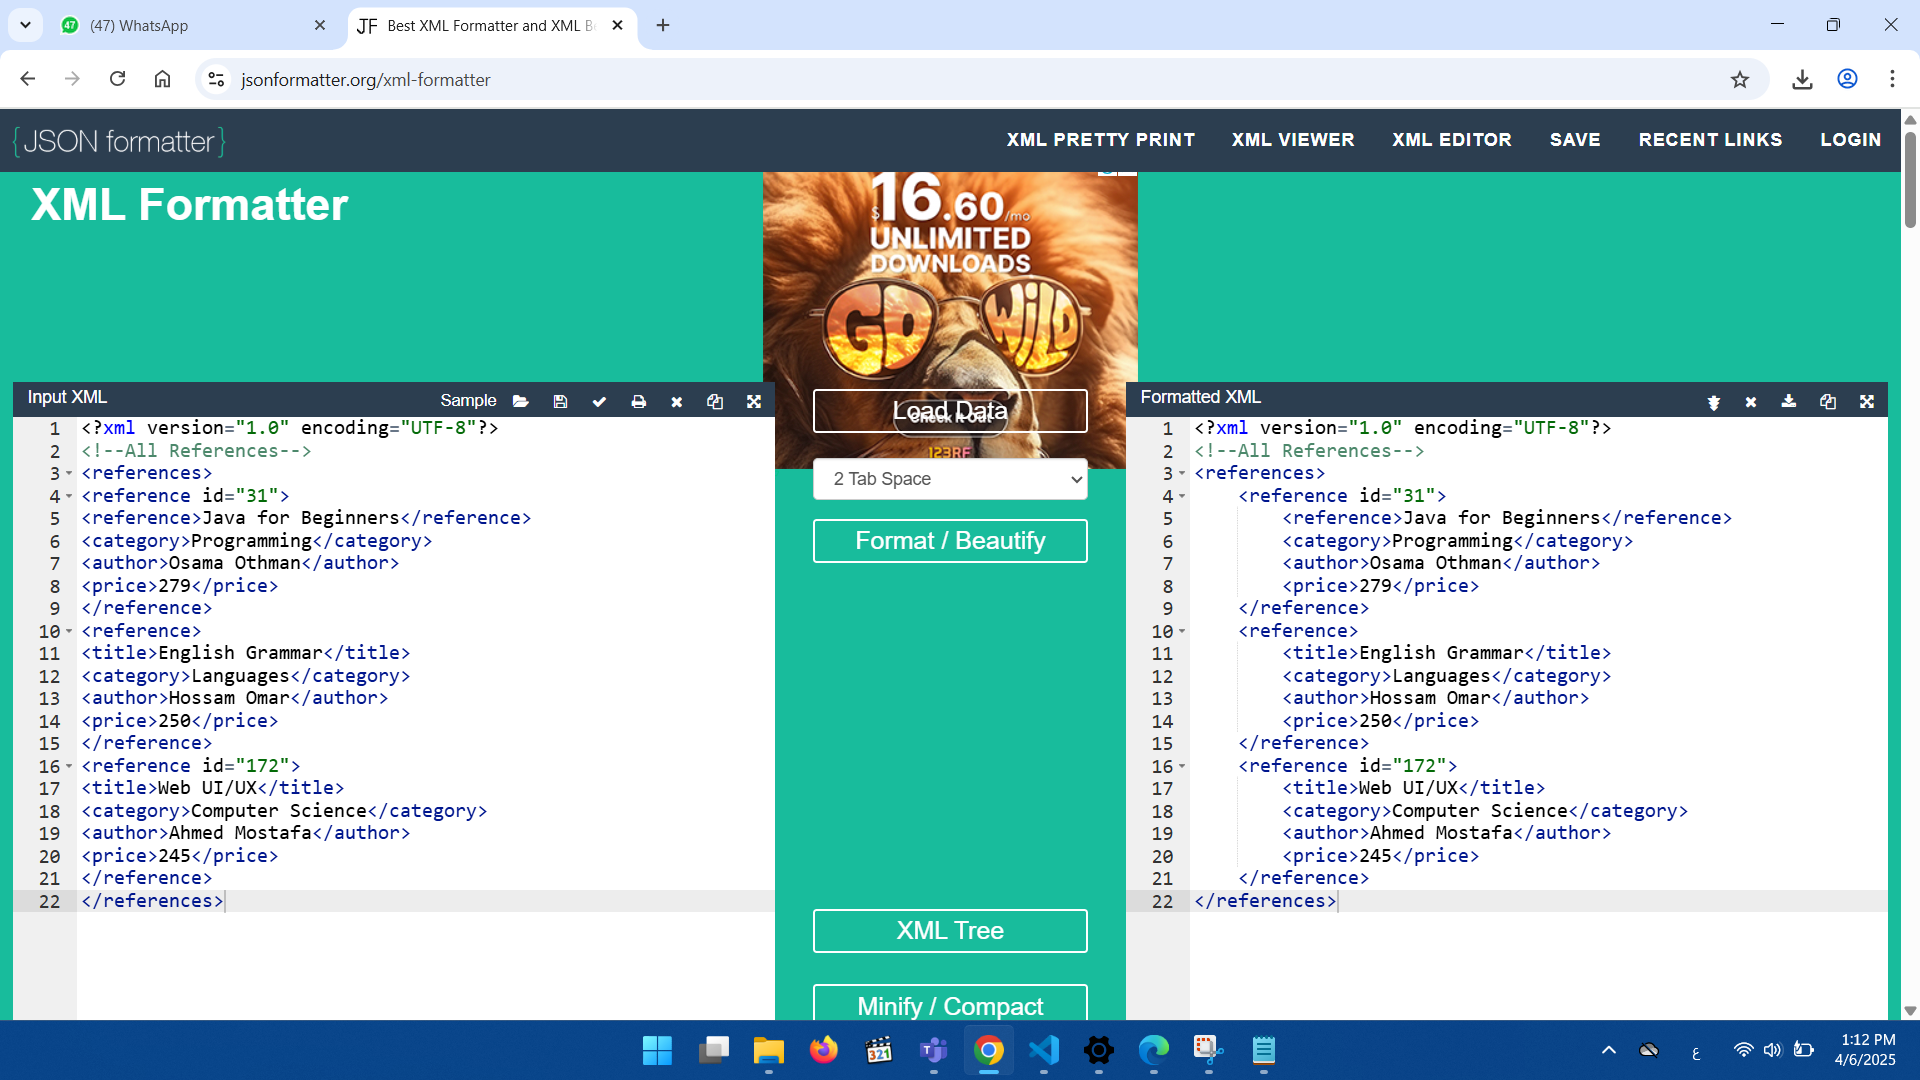 (47) WhatsApp
JF Best XML Formatter and XML Be
jsonformatter.org/xml-formatter
{JSON formatter}
XML PRETTY PRINT XML VIEWER XML EDITOR SAVE RECENT LINKS LOGIN
XML Formatter
$16.60/mo
UNLIMITED
DOWNLOADS
GO WILD
Check It Out
123RF
Input XML
Sample
1 <?xml version="1.0" encoding="UTF-8"?>
2 <!--All References-->
3 <references>
4 <reference id="31">
5 <reference>Java for Beginners</reference>
6 <category>Programming</category>
7 <author>Osama Othman</author>
8 <price>279</price>
9 </reference>
10 <reference>
11 <title>English Grammar</title>
12 <category>Languages</category>
13 <author>Hossam Omar</author>
14 <price>250</price>
15 </reference>
16 <reference id="172">
17 <title>Web UI/UX</title>
18 <category>Computer Science</category>
19 <author>Ahmed Mostafa</author>
20 <price>245</price>
21 </reference>
22 </references>
Load Data
2 Tab Space
Format / Beautify
XML Tree
Minify / Compact
Formatted XML
1 <?xml version="1.0" encoding="UTF-8"?>
2 <!--All References-->
3 <references>
4 <reference id="31">
5 <reference>Java for Beginners</reference>
6 <category>Programming</category>
7 <author>Osama Othman</author>
8 <price>279</price>
9 </reference>
10 <reference>
11 <title>English Grammar</title>
12 <category>Languages</category>
13 <author>Hossam Omar</author>
14 <price>250</price>
15 </reference>
16 <reference id="172">
17 <title>Web UI/UX</title>
18 <category>Computer Science</category>
19 <author>Ahmed Mostafa</author>
20 <price>245</price>
21 </reference>
22 </references>
321
ع
1:12 PM
4/6/2025